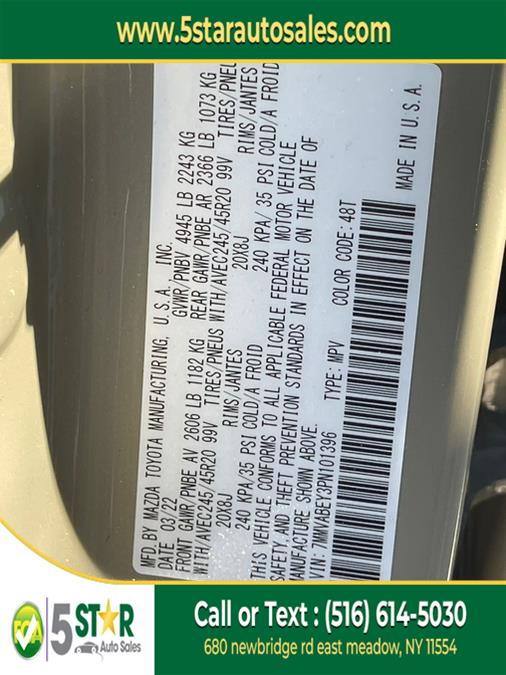 www.5starautosales.com
MFD. BY MAZDA TOYOTA MANUFACTURING, U.S.A., INC.
DATE 03/22 GVWR/PNBV 4945 LB 2243 KG
FRONT GAWR/PNBE AV 2606 LB 1182 KG REAR GAWR/PNBE AR 2366 LB 1073 KG
WITH/AVEC245/45R20 99V TIRES/PNEUS WITH/AVEC245/45R20 99V TIRES/PNEU
20X8J RIMS/JANTES 20X8J RIMS/JANTES
240 KPA/35 PSI COLD/A FROID 240 KPA/ 35 PSI COLD/A FROID
THIS VEHICLE CONFORMS TO ALL APPLICABLE FEDERAL MOTOR VEHICLE
SAFETY, AND THEFT PREVENTION STANDARDS IN EFFECT ON THE DATE OF
MANUFACTURE SHOWN ABOVE.
VIN: 7MMVABEY3PN101396 TYPE: MPV
COLOR CODE: 48T
MADE IN U.S.A.
5 STAR
Auto Sales
Call or Text : (516) 614-5030
680 newbridge rd east meadow, NY 11554